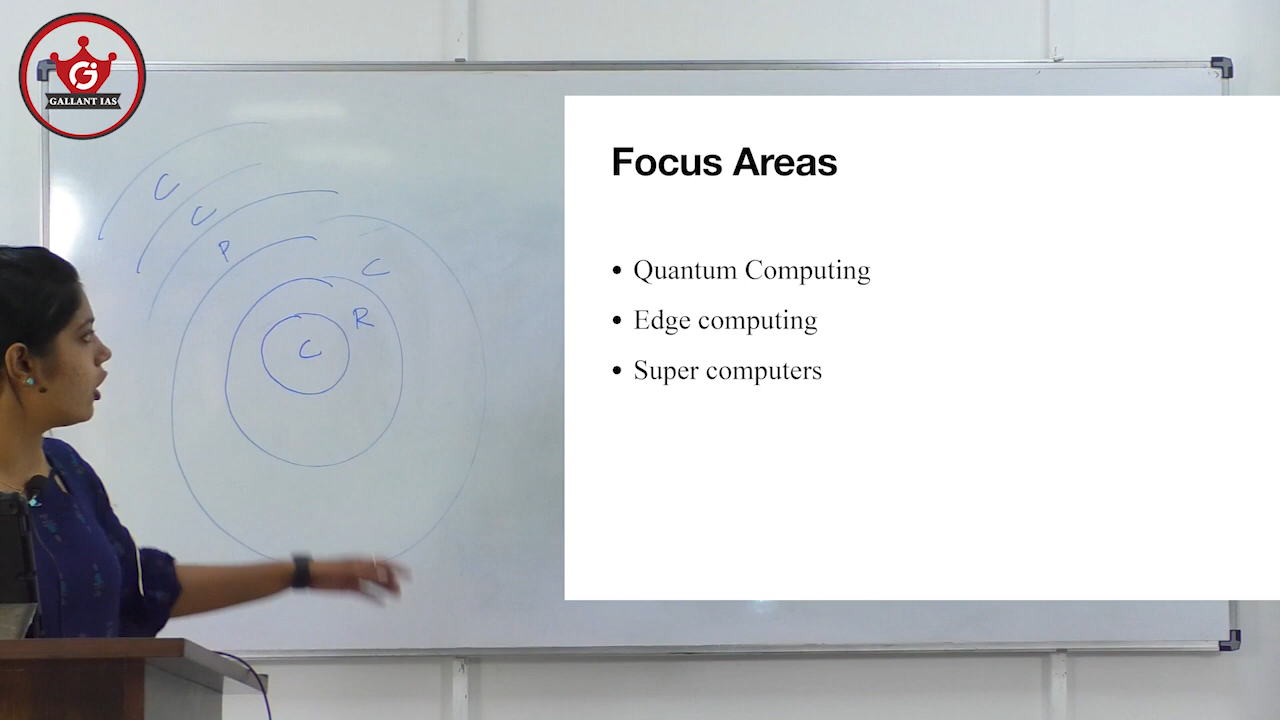 GALLANT IAS
Focus Areas
• Quantum Computing
• Edge computing
• Super computers
C
C
P
C
R
C